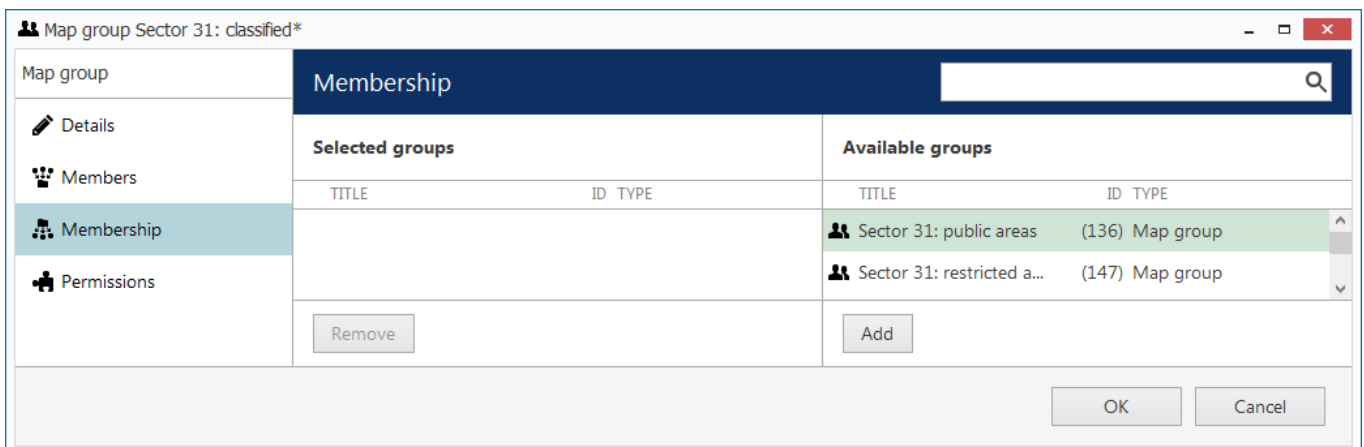 Map group Sector 31: classified*
Map group
Membership
Details
Members
Membership
Permissions
Selected groups
TITLE ID TYPE
Remove
Available groups
TITLE ID TYPE
Sector 31: public areas (136) Map group
Sector 31: restricted a... (147) Map group
Add
OK Cancel